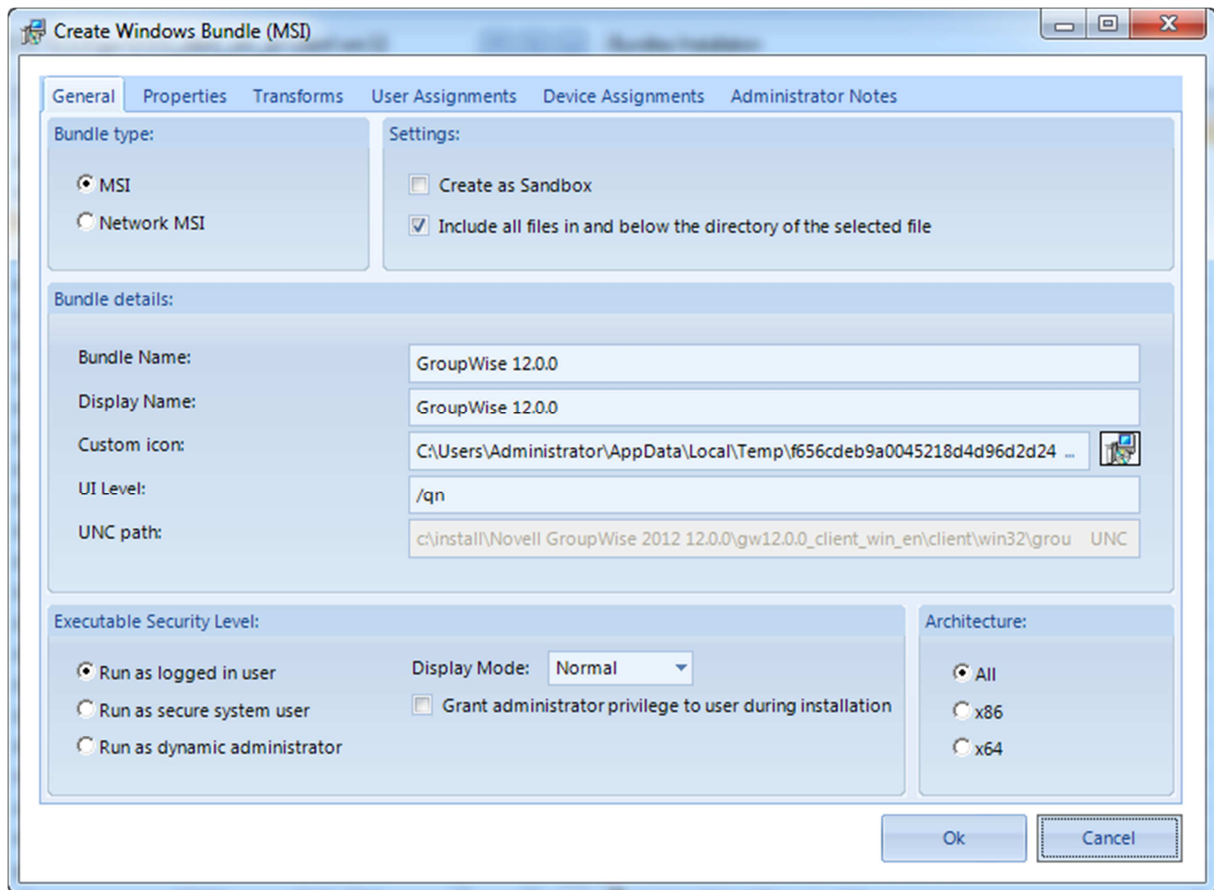 Create Windows Bundle (MSI)
General Properties Transforms User Assignments Device Assignments Administrator Notes
Bundle type:
MSI
Network MSI
Settings:
Create as Sandbox
Include all files in and below the directory of the selected file
Bundle details:
Bundle Name: GroupWise 12.0.0
Display Name: GroupWise 12.0.0
Custom icon: C:\Users\Administrator\AppData\Local\Temp\f656cdeb9a0045218d4d96d2d24 ...
UI Level: /qn
UNC path: c:\install\Novell GroupWise 2012 12.0.0\gw12.0.0_client_win_en\client\win32\grou UNC
Executable Security Level:
Run as logged in user
Run as secure system user
Run as dynamic administrator
Display Mode: Normal
Grant administrator privilege to user during installation
Architecture:
All
x86
x64
Ok Cancel